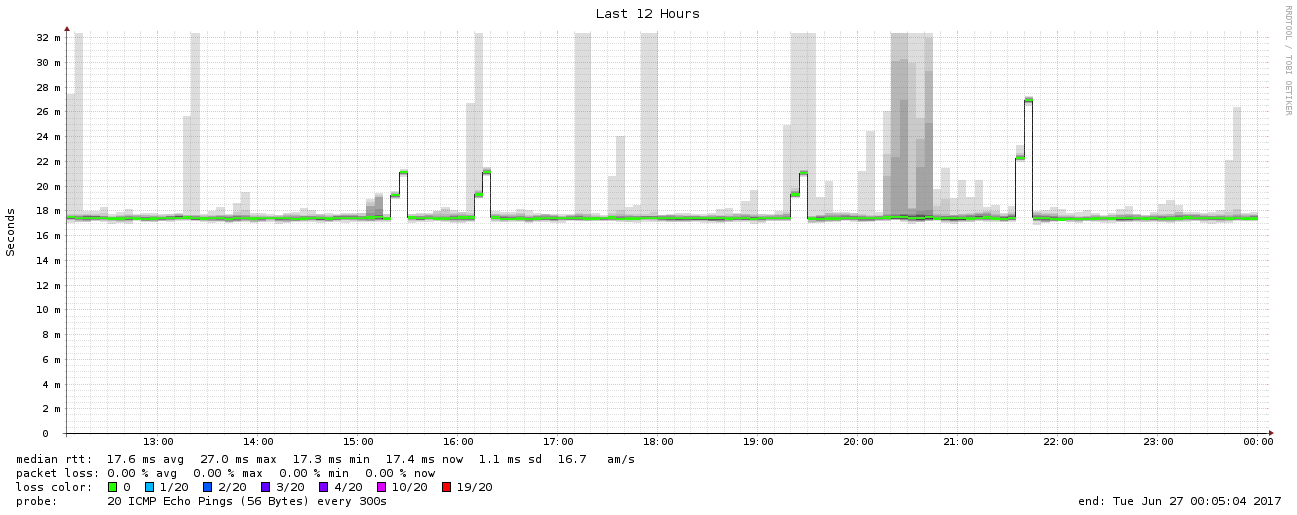 Last 12 Hours
RRDTOOL / TOBI OETIKER
Seconds
32 m
30 m
28 m
26 m
24 m
22 m
20 m
18 m
16 m
14 m
12 m
10 m
8 m
6 m
4 m
2 m
0
13:00 14:00 15:00 16:00 17:00 18:00 19:00 20:00 21:00 22:00 23:00 00:00
median rtt: 17.6 ms avg 27.0 ms max 17.3 ms min 17.4 ms now 1.1 ms sd 16.7 am/s
packet loss: 0.00 % avg 0.00 % max 0.00 % min 0.00 % now
loss color: 0 1/20 2/20 3/20 4/20 10/20 19/20
probe: 20 ICMP Echo Pings (56 Bytes) every 300s end: Tue Jun 27 00:05:04 2017